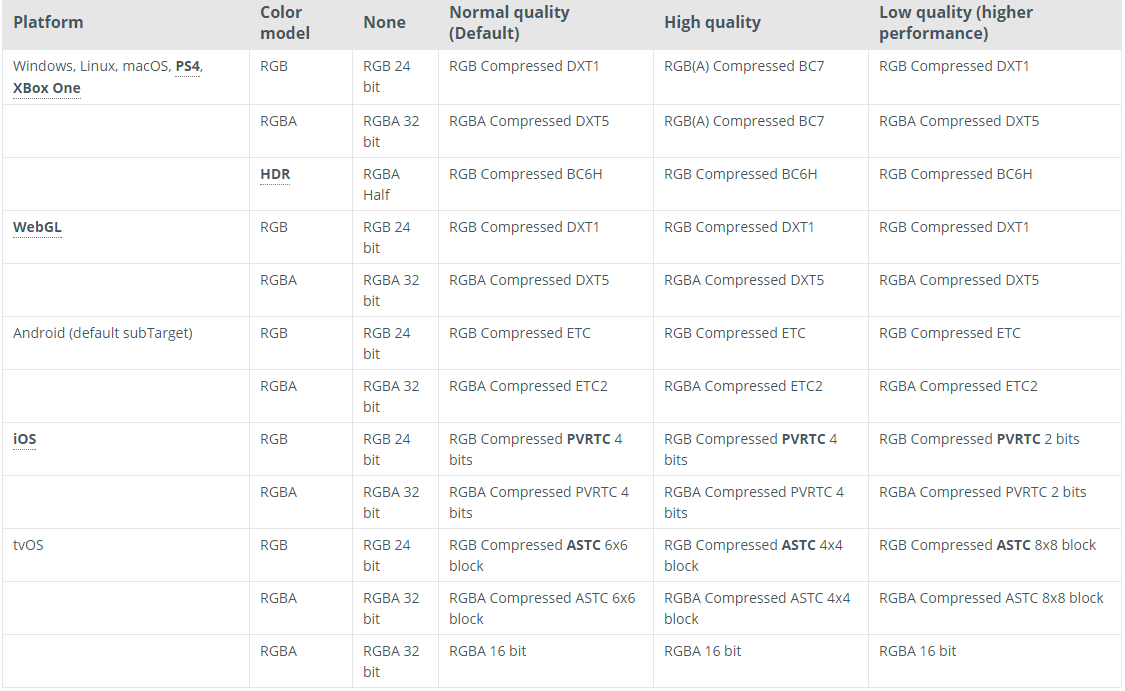 Platform
Color
model
None
Normal quality
(Default)
High quality
Low quality (higher
performance)
Windows, Linux, macOS, PS4,
XBox One
RGB
RGB 24
bit
RGB Compressed DXT1
RGB(A) Compressed BC7
RGB Compressed DXT1
RGBA
RGBA 32
bit
RGBA Compressed DXT5
RGB(A) Compressed BC7
RGBA Compressed DXT5
HDR
RGBA
Half
RGB Compressed BC6H
RGB Compressed BC6H
RGB Compressed BC6H
WebGL
RGB
RGB 24
bit
RGB Compressed DXT1
RGB Compressed DXT1
RGB Compressed DXT1
RGBA
RGBA 32
bit
RGBA Compressed DXT5
RGBA Compressed DXT5
RGBA Compressed DXT5
Android (default subTarget)
RGB
RGB 24
bit
RGB Compressed ETC
RGB Compressed ETC
RGB Compressed ETC
RGBA
RGBA 32
bit
RGBA Compressed ETC2
RGBA Compressed ETC2
RGBA Compressed ETC2
iOS
RGB
RGB 24
bit
RGB Compressed PVRTC 4
bits
RGB Compressed PVRTC 4
bits
RGB Compressed PVRTC 2 bits
RGBA
RGBA 32
bit
RGBA Compressed PVRTC 4
bits
RGBA Compressed PVRTC 4
bits
RGBA Compressed PVRTC 2 bits
tvOS
RGB
RGB 24
bit
RGB Compressed ASTC 6x6
block
RGB Compressed ASTC 4x4
block
RGB Compressed ASTC 8x8 block
RGBA
RGBA 32
bit
RGBA Compressed ASTC 6x6
block
RGBA Compressed ASTC 4x4
block
RGBA Compressed ASTC 8x8 block
RGBA
RGBA 32
bit
RGBA 16 bit
RGBA 16 bit
RGBA 16 bit